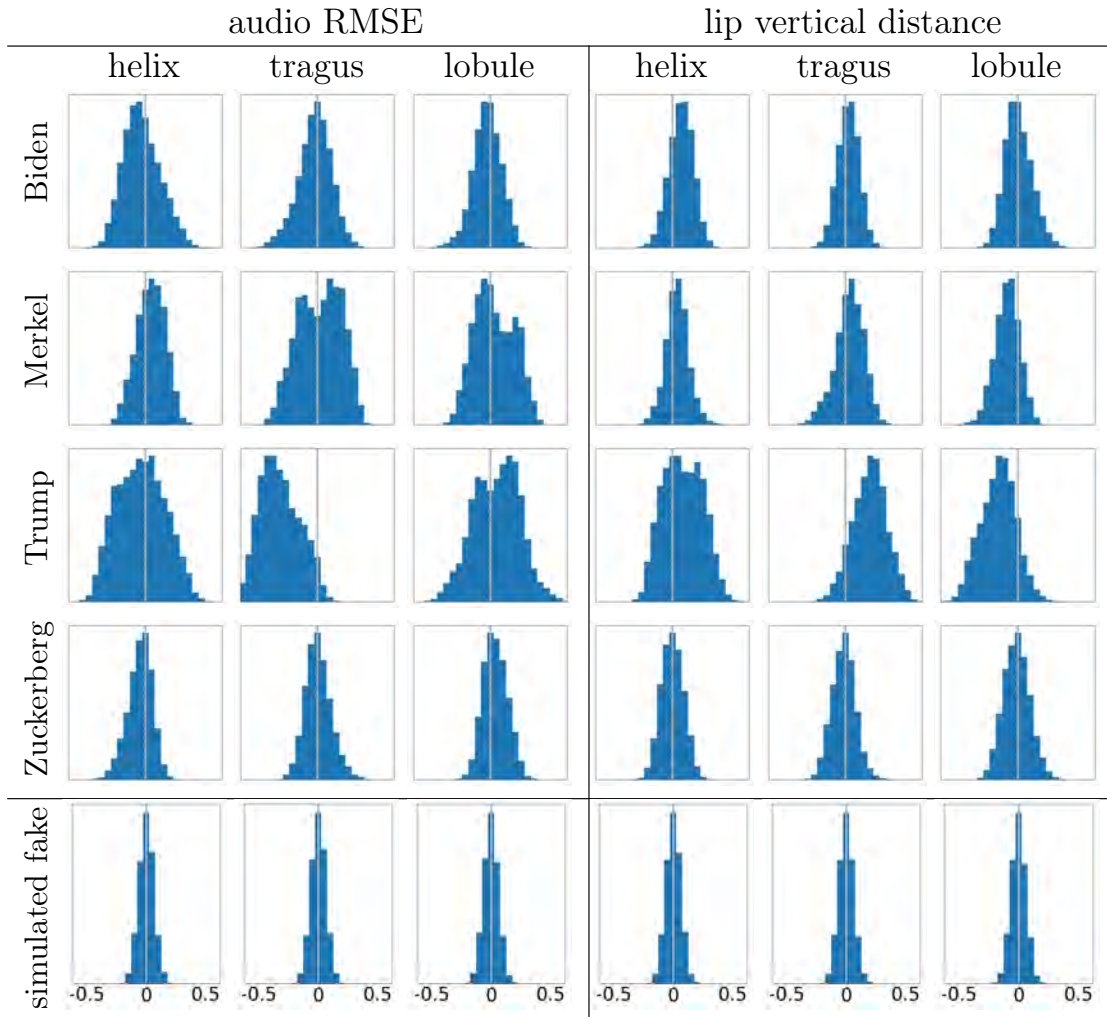 audio RMSE lip vertical distance
helix tragus lobule helix tragus lobule
Biden
Merkel
Trump
Zuckerberg
simulated fake
-0.5 0 0.5 -0.5 0 0.5 -0.5 0 0.5 -0.5 0 0.5 -0.5 0 0.5 -0.5 0 0.5